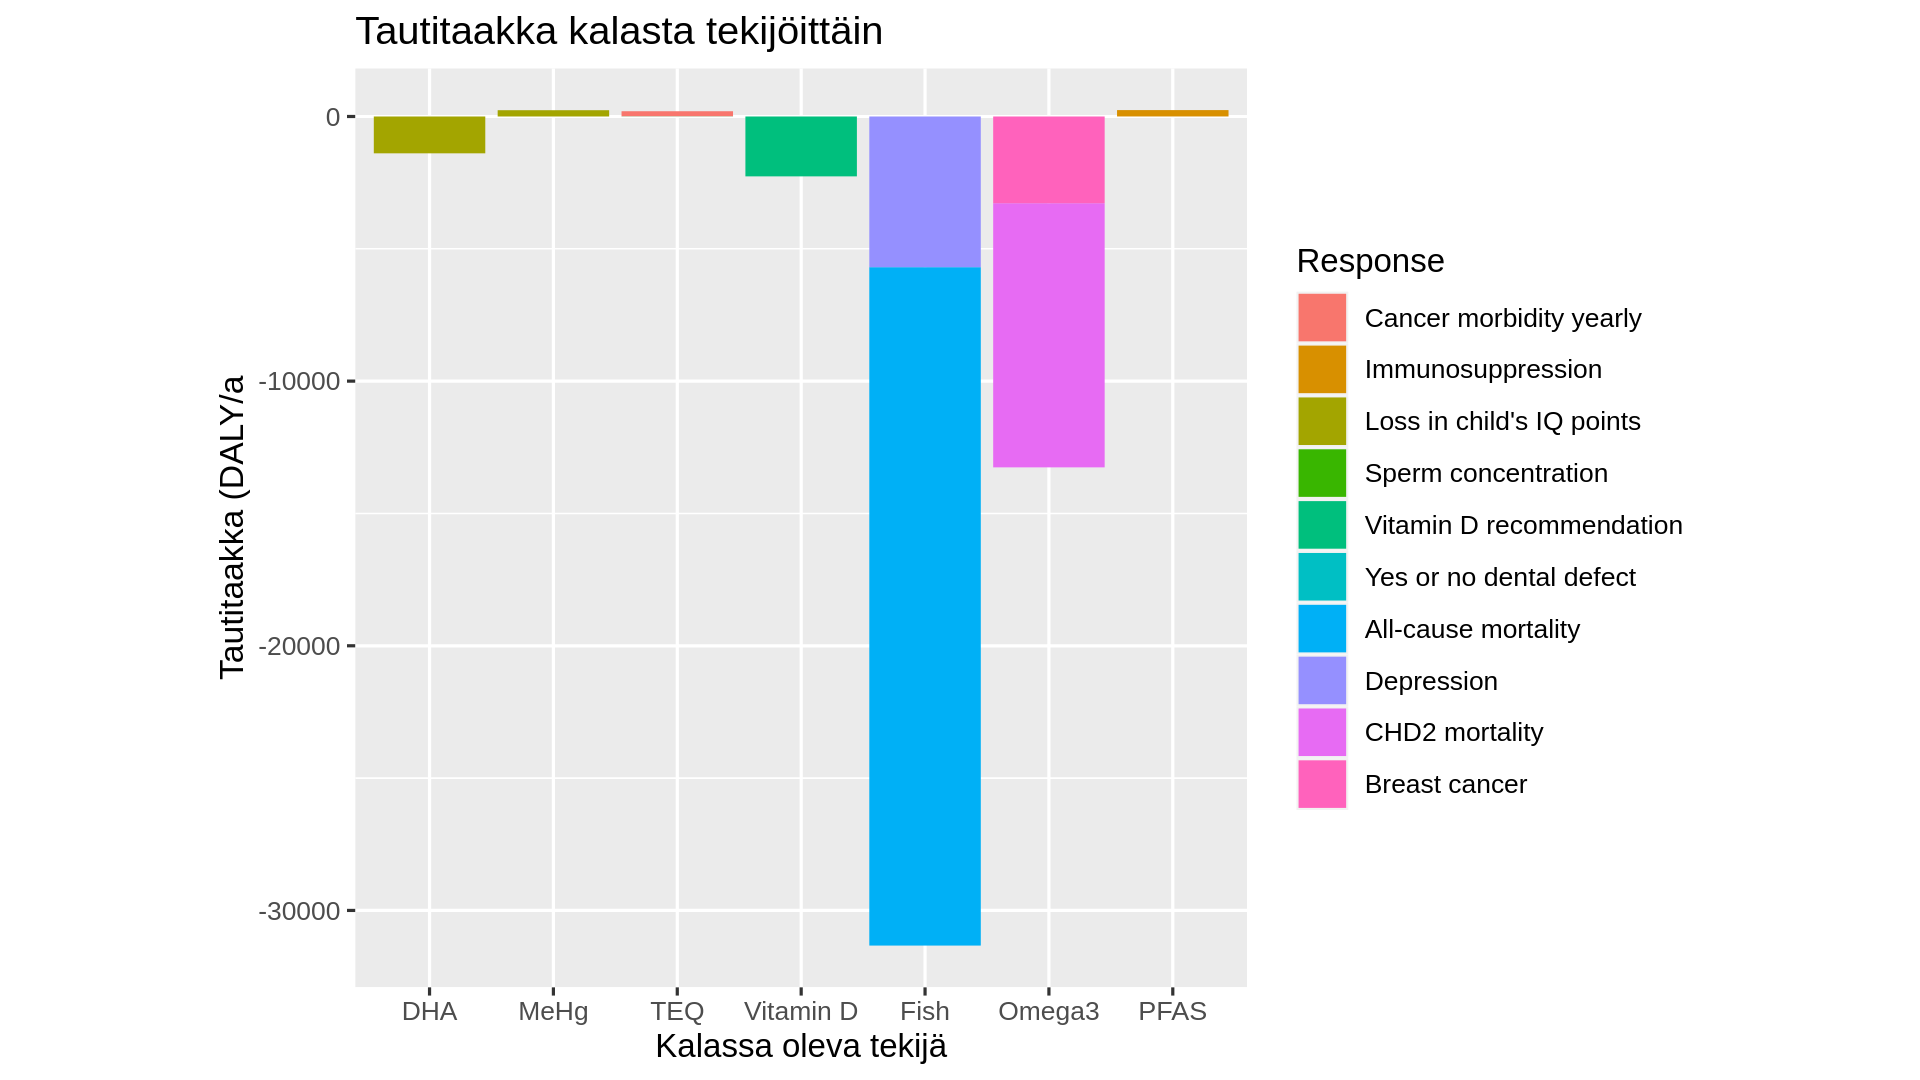 Tautitaakka kalasta tekijöittäin
Tautitaakka (DALY/a
0
-10000
-20000
-30000
DHA
MeHg
TEQ
Vitamin D
Fish
Omega3
PFAS
Kalassa oleva tekijä
Response
Cancer morbidity yearly
Immunosuppression
Loss in child's IQ points
Sperm concentration
Vitamin D recommendation
Yes or no dental defect
All-cause mortality
Depression
CHD2 mortality
Breast cancer